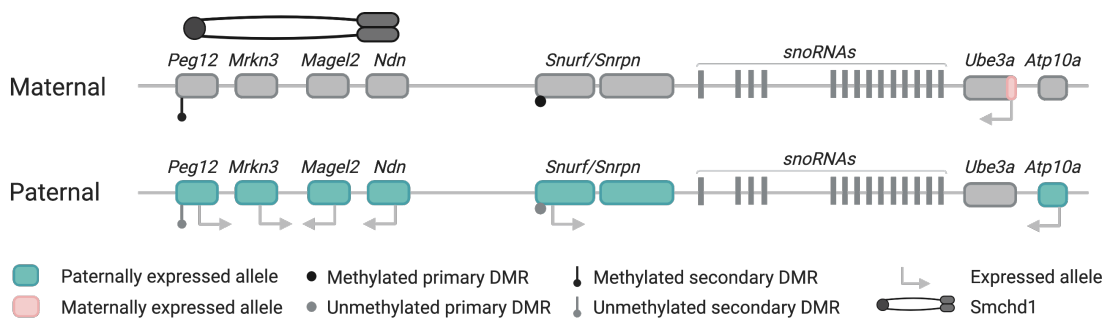 Peg12 Mrkn3 Magel2 Ndn Snurf/Snrpn snoRNAs Ube3a Atp10a
Maternal
Peg12 Mrkn3 Magel2 Ndn Snurf/Snrpn snoRNAs Ube3a Atp10a
Paternal
Paternally expressed allele Methylated primary DMR Methylated secondary DMR Expressed allele
Maternally expressed allele Unmethylated primary DMR Unmethylated secondary DMR Smchd1